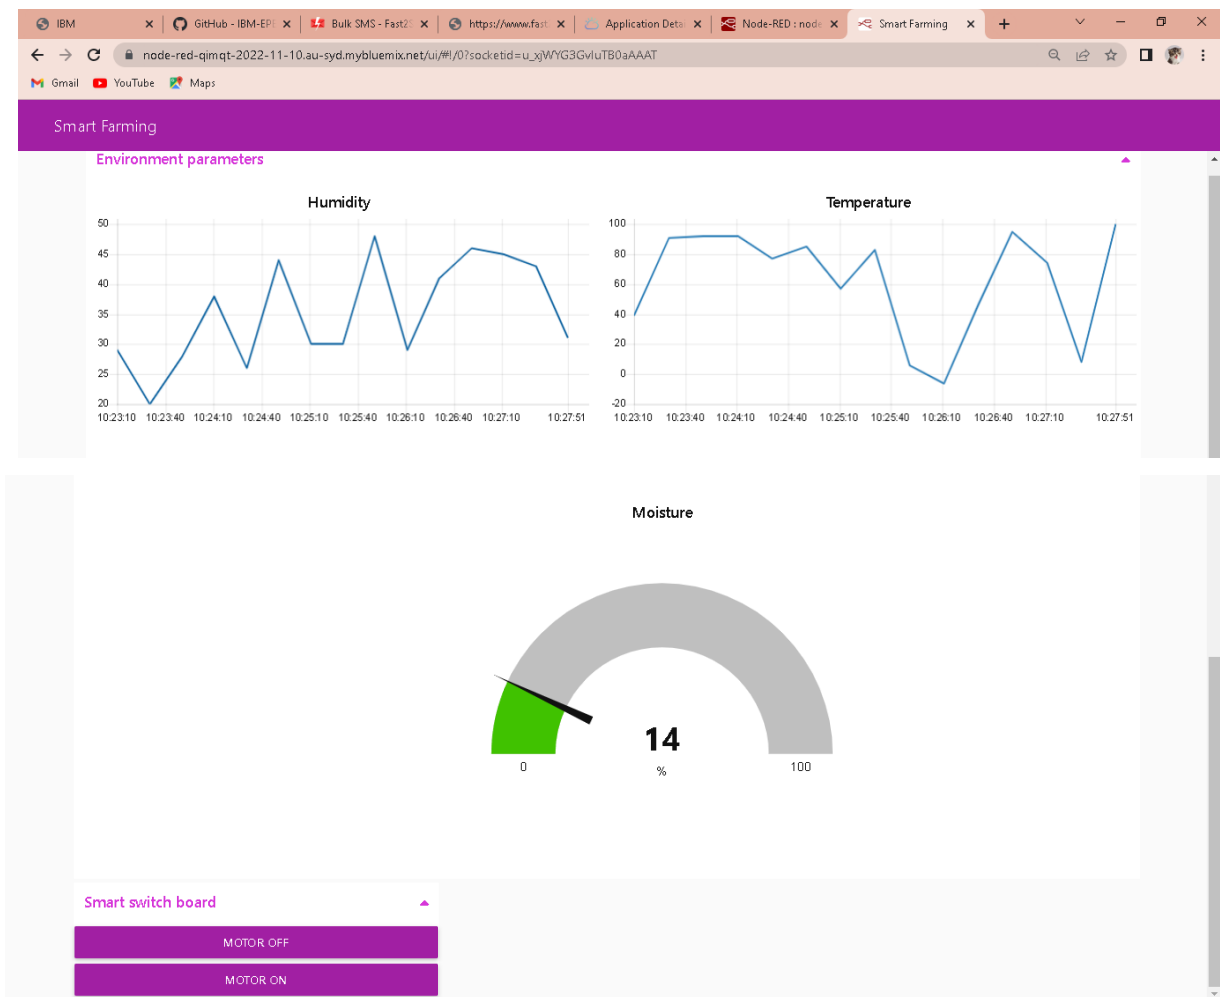 IBM
GitHub - IBM-EPI
Bulk SMS - Fast2S
https://www.fast
Application Deta
Node-RED : node
Smart Farming
node-red-qimqt-2022-11-10.au-syd.mybluemix.net/ui/#!/0?socketid=u_xjWYG3GvIuTB0aAAAT
Gmail YouTube Maps
Smart Farming
Environment parameters
Humidity
50
45
40
35
30
25
20
10:23:10 10:23:40 10:24:10 10:24:40 10:25:10 10:25:40 10:26:10 10:26:40 10:27:10 10:27:51
Temperature
100
80
60
40
20
0
-20
10:23:10 10:23:40 10:24:10 10:24:40 10:25:10 10:25:40 10:26:10 10:26:40 10:27:10 10:27:51
Moisture
14
%
0 100
Smart switch board
MOTOR OFF
MOTOR ON